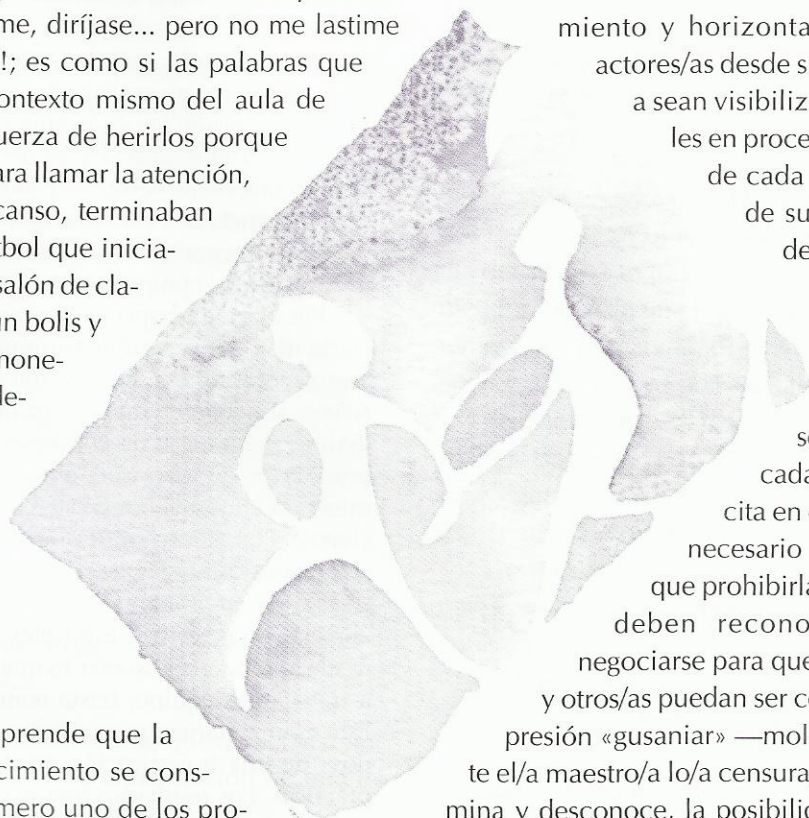 me, diríjase... pero no me lastime
!; es como si las palabras que
ontexto mismo del aula de
uerza de herirlos porque
ara llamar la atención,
canso, terminaban
tbol que inicia-
salón de cla-
un bolis y
mone-
le-
prende que la
cimiento se cons-
mero uno de los pro-
miento y horizonta
actores/as desde s
a sean visibiliz
les en proce
de cada
de su
de
se
cada
cita en
necesario
que prohibirla
deben recono
negociarse para que
y otros/as puedan ser c
presión «gusaniar» —mol
te el/a maestro/a lo/a censura
mina y desconoce, la posibilid